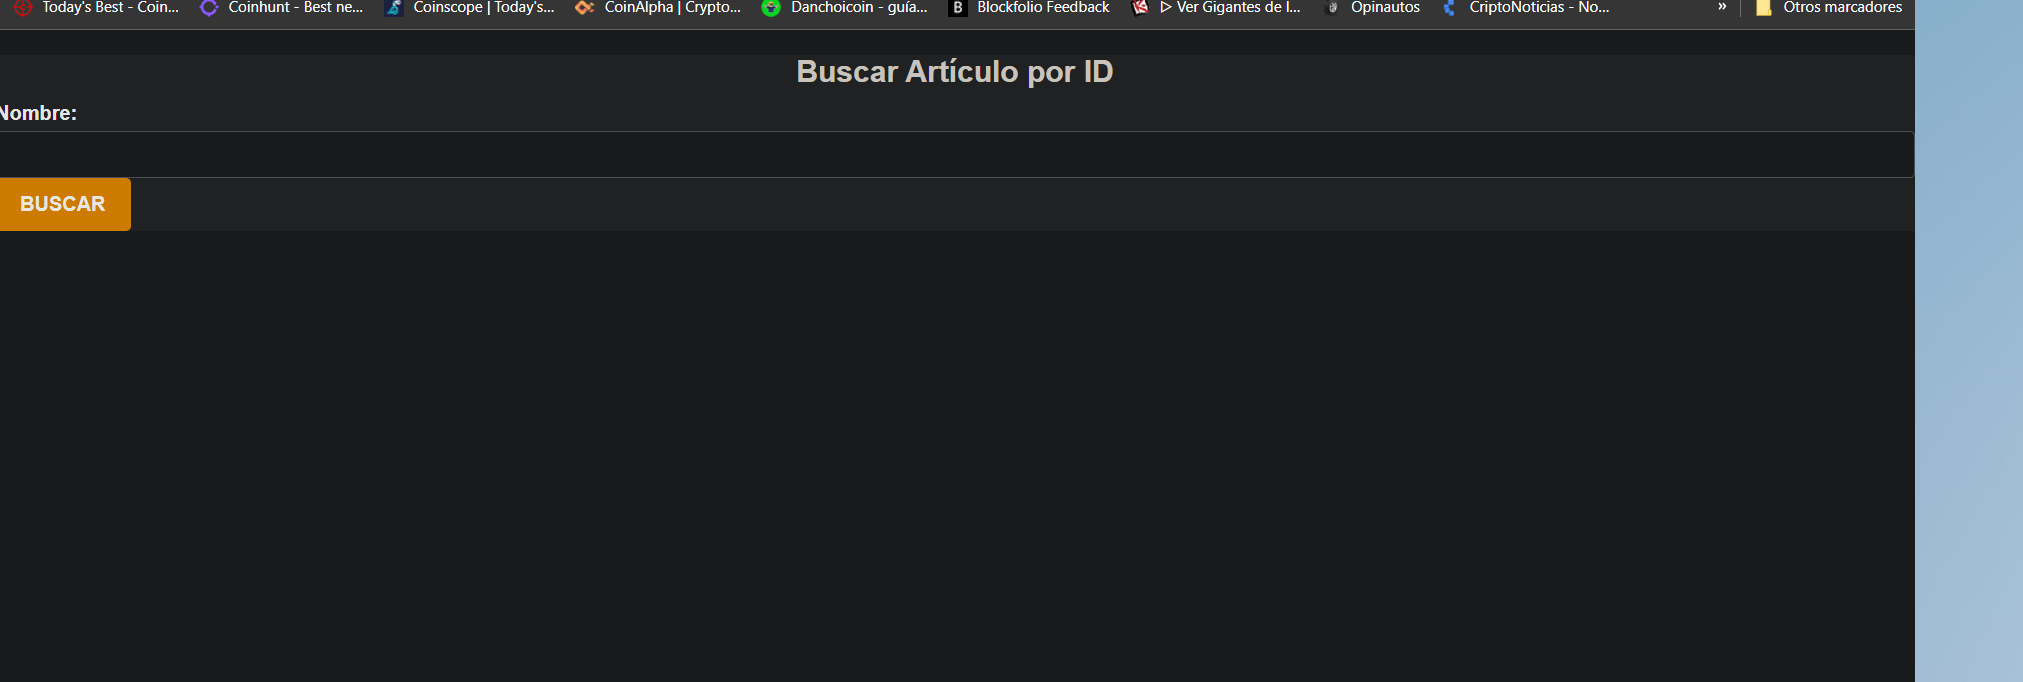 Today's Best - Coin... Coinhunt - Best ne... Coinscope | Today's... CoinAlpha | Crypto... Danchoicoin - guía... B Blockfolio Feedback ▷ Ver Gigantes de l... Opinautos CriptoNoticias - No... » Otros marcadores
Buscar Artículo por ID
Nombre:
BUSCAR